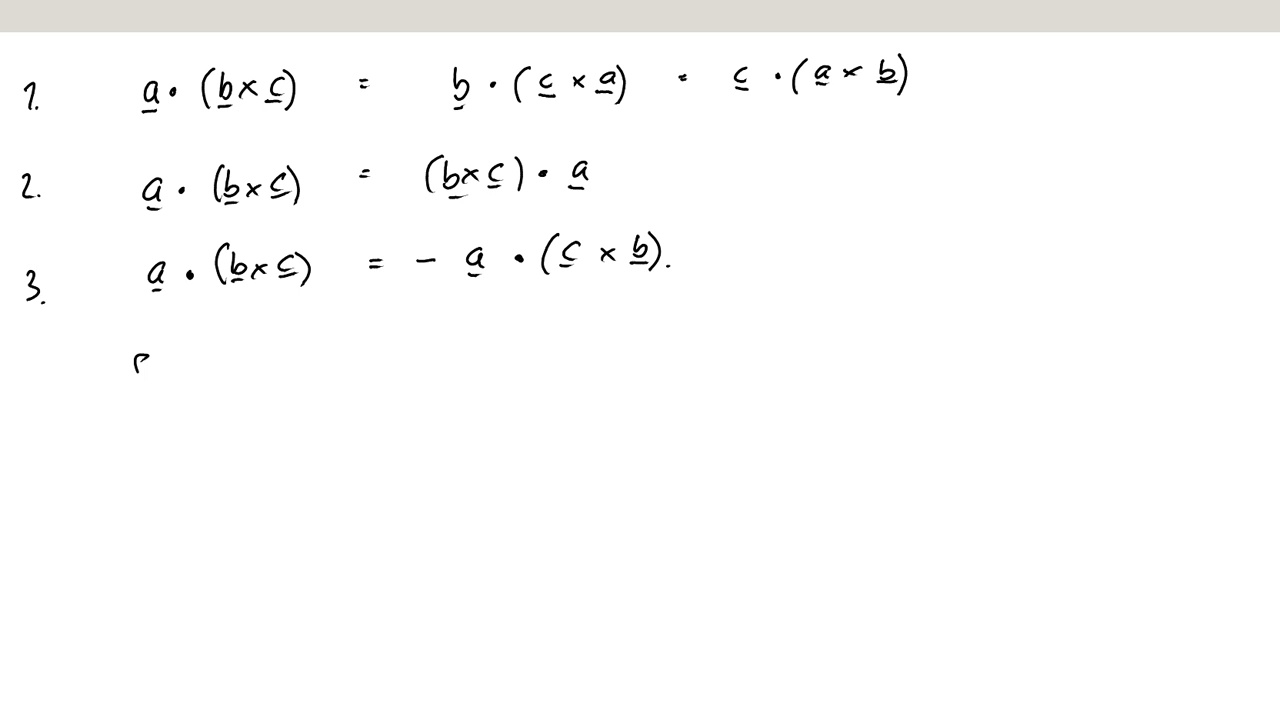 1. a · (b × c) = b · (c × a) = c · (a × b)
2. a · (b × c) = (b × c) · a
3. a · (b × c) = - a · (c × b).